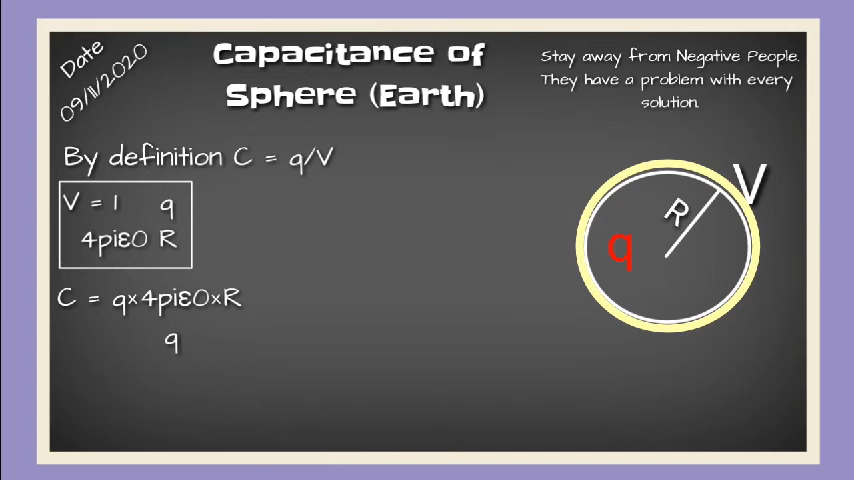 Date
09/11/2020
Capacitance of
Sphere (Earth)
Stay away from Negative People.
They have a problem with every
solution.
By definition C = q/V
V = 1 q
4piε0 R
C = q×4piε0×R
q
V
R
q